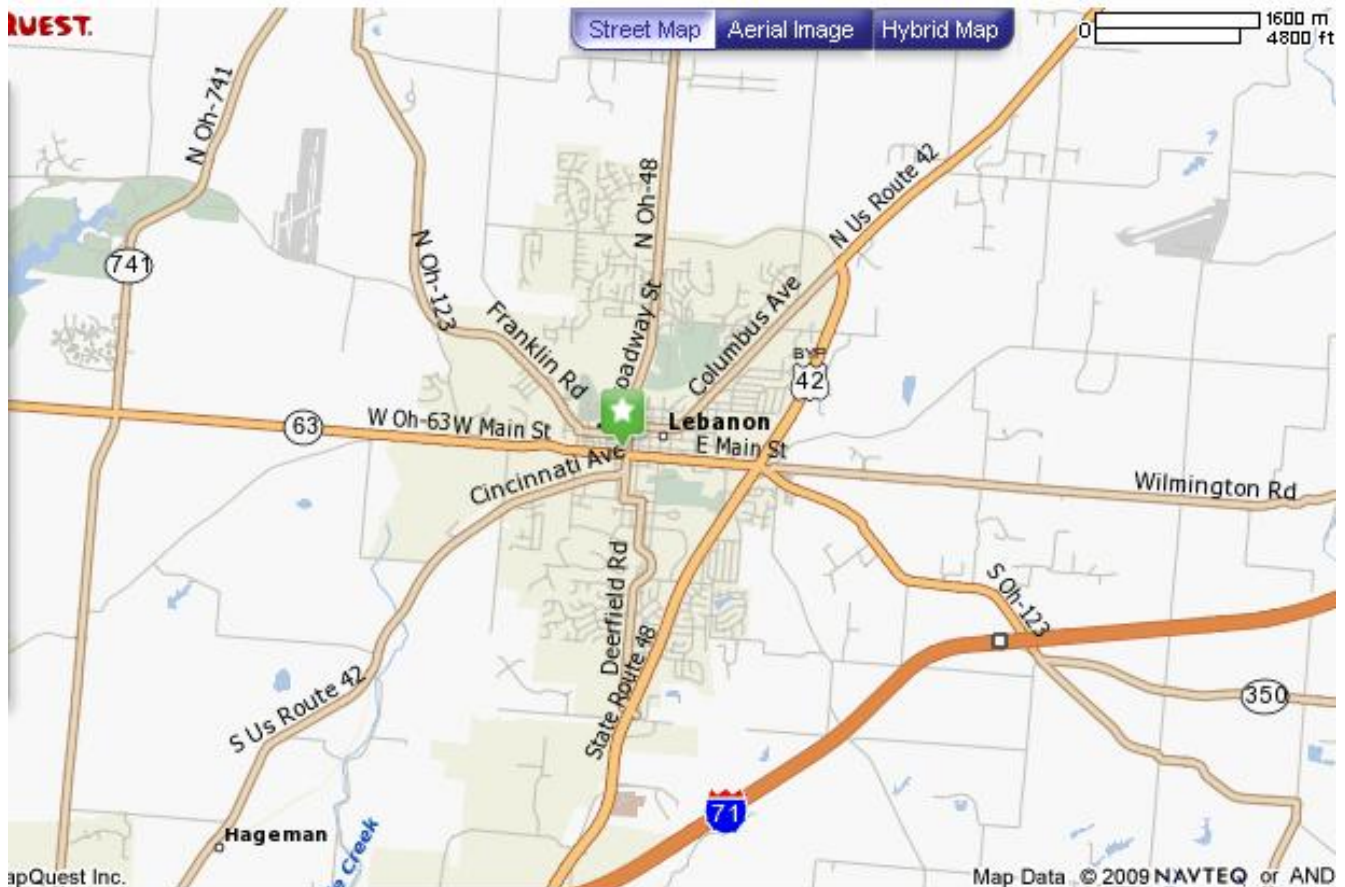 QUEST.
Street Map
Aerial Image
Hybrid Map
0
1600 m
4800 ft
N Oh-741
N Oh-48
N Us Route 42
741
N Oh-123
Franklin Rd
oadway St
Columbus Ave
BYP
42
63
W Oh-63
W Main St
Lebanon
E Main St
Cincinnati Ave
Wilmington Rd
Deerfield Rd
S Oh-123
State Route 48
350
S Us Route 42
71
Hageman
Creek
apQuest Inc.
Map Data © 2009 NAVTEQ or AND